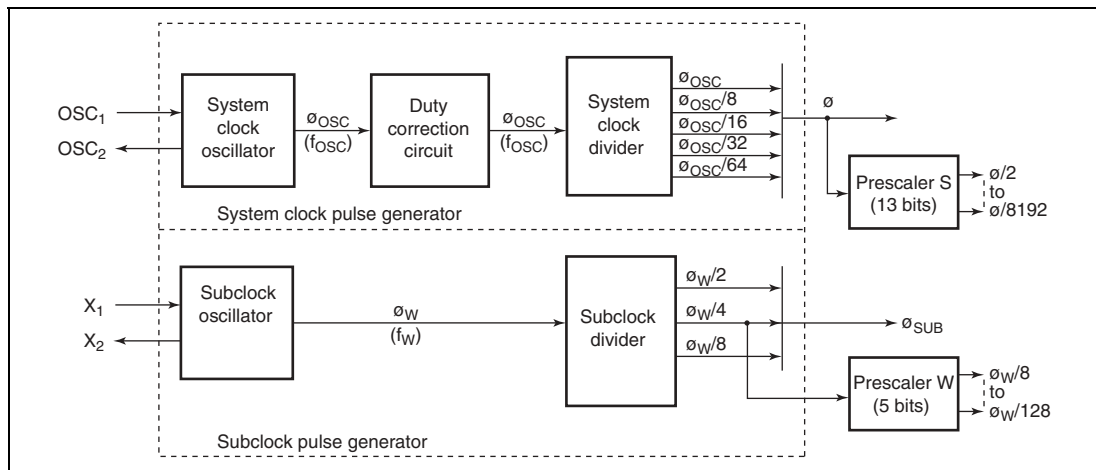 OSC1
OSC2
System
clock
oscillator
øOSC
(fOSC)
Duty
correction
circuit
øOSC
(fOSC)
System
clock
divider
øOSC
øOSC/8
øOSC/16
øOSC/32
øOSC/64
ø
Prescaler S
(13 bits)
ø/2
to
ø/8192
System clock pulse generator
X1
X2
Subclock
oscillator
øW
(fW)
Subclock
divider
øW/2
øW/4
øW/8
øSUB
Prescaler W
(5 bits)
øW/8
to
øW/128
Subclock pulse generator